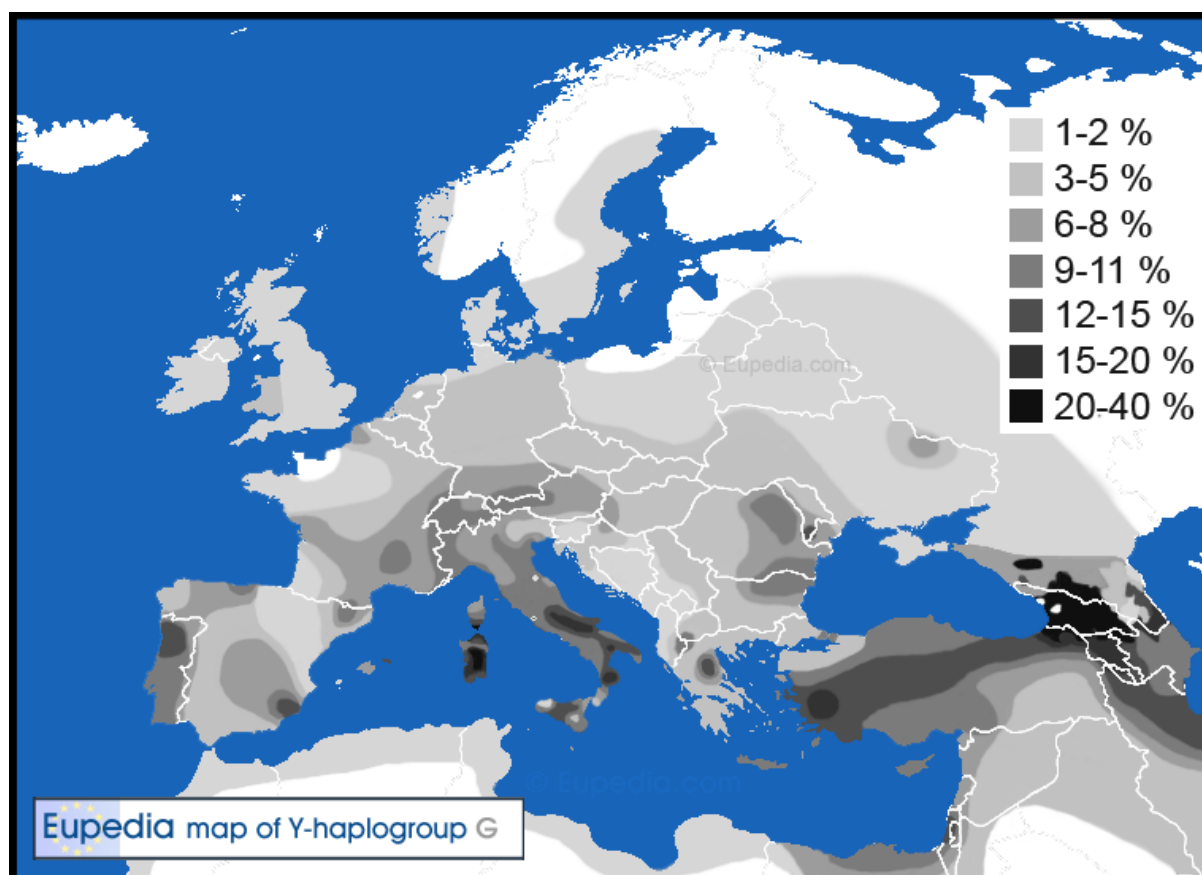 1-2 %
3-5 %
6-8 %
9-11 %
12-15 %
15-20 %
20-40 %
© Eupedia.com
© Eupedia.com
Eupedia map of Y-haplogroup G